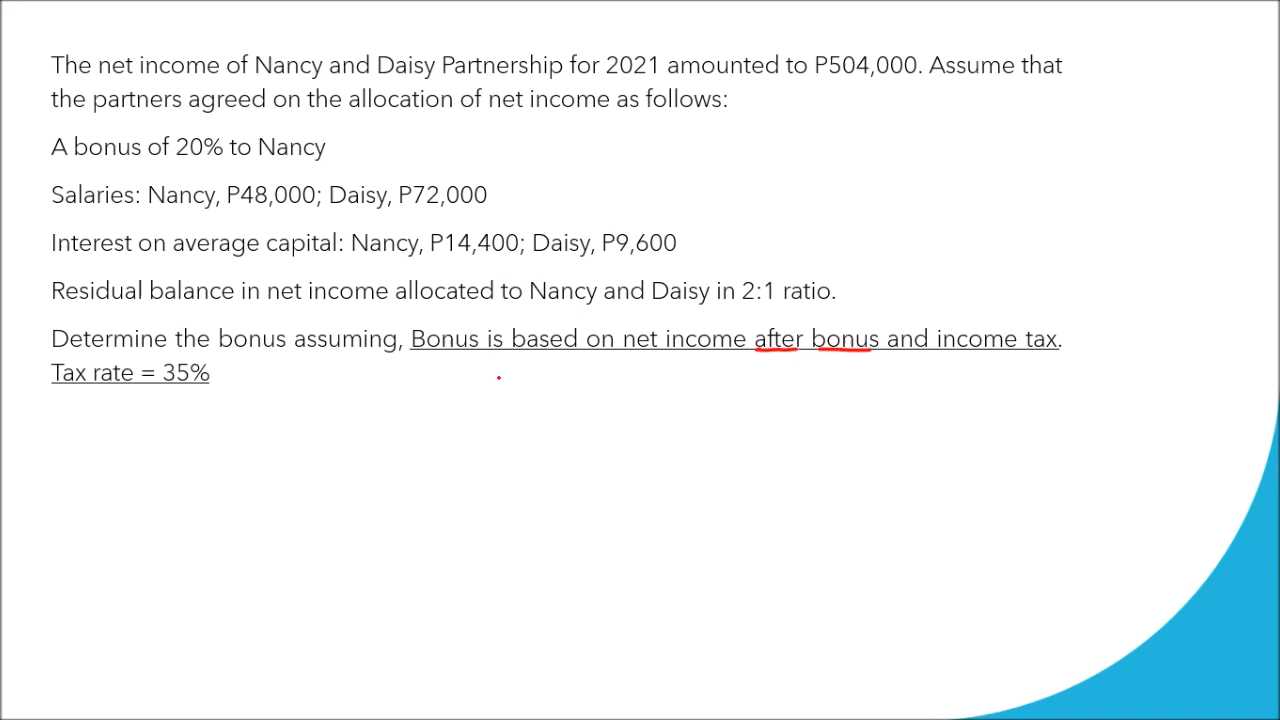 The net income of Nancy and Daisy Partnership for 2021 amounted to P504,000. Assume that
the partners agreed on the allocation of net income as follows:
A bonus of 20% to Nancy
Salaries: Nancy, P48,000; Daisy, P72,000
Interest on average capital: Nancy, P14,400; Daisy, P9,600
Residual balance in net income allocated to Nancy and Daisy in 2:1 ratio.
Determine the bonus assuming, Bonus is based on net income after bonus and income tax.
Tax rate = 35%